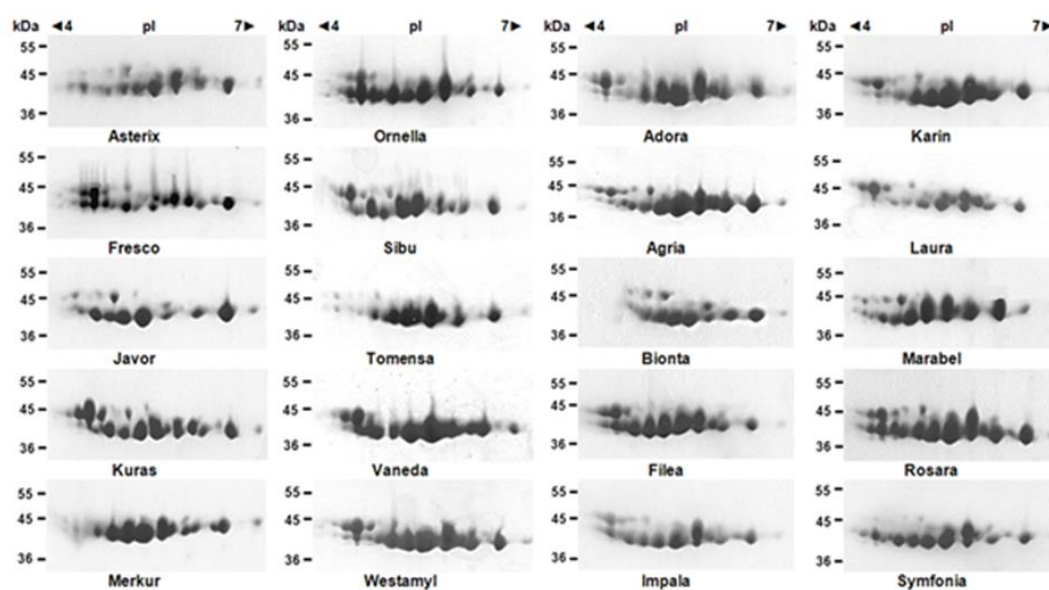 kDa ◄4 pI 7► ◄4 pI 7► kDa ◄4 pI 7► kDa ◄4 pI 7►
55 55 55 55
45 45 45 45
36 36 36 36
Asterix Ornella Adora Karin
55 55 55 55
45 45 45 45
36 36 36 36
Fresco Sibu Agria Laura
55 55 55 55
45 45 45 45
36 36 36 36
Javor Tomensa Bionta Marabel
55 55 55 55
45 45 45 45
36 36 36 36
Kuras Vaneda Filea Rosara
55 55 55 55
45 45 45 45
36 36 36 36
Merkur Westamyl Impala Symfonia